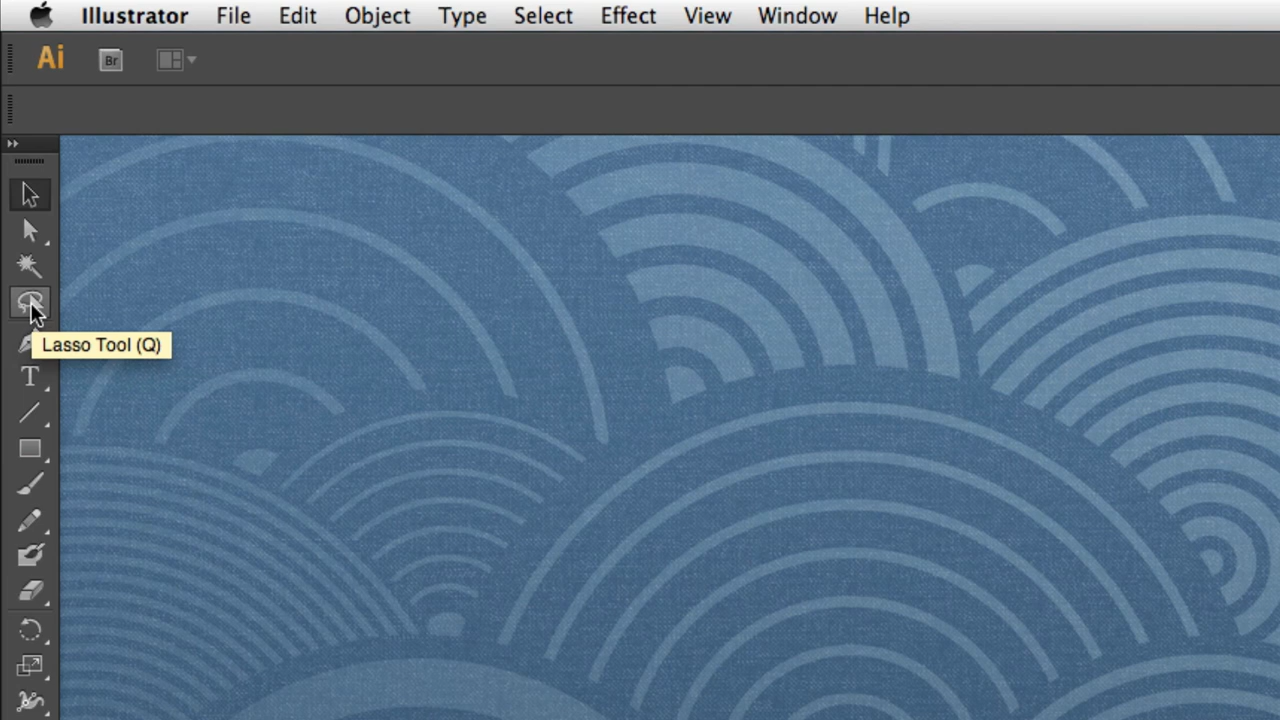 Illustrator File Edit Object Type Select Effect View Window Help
Ai Br
Lasso Tool (Q)
T